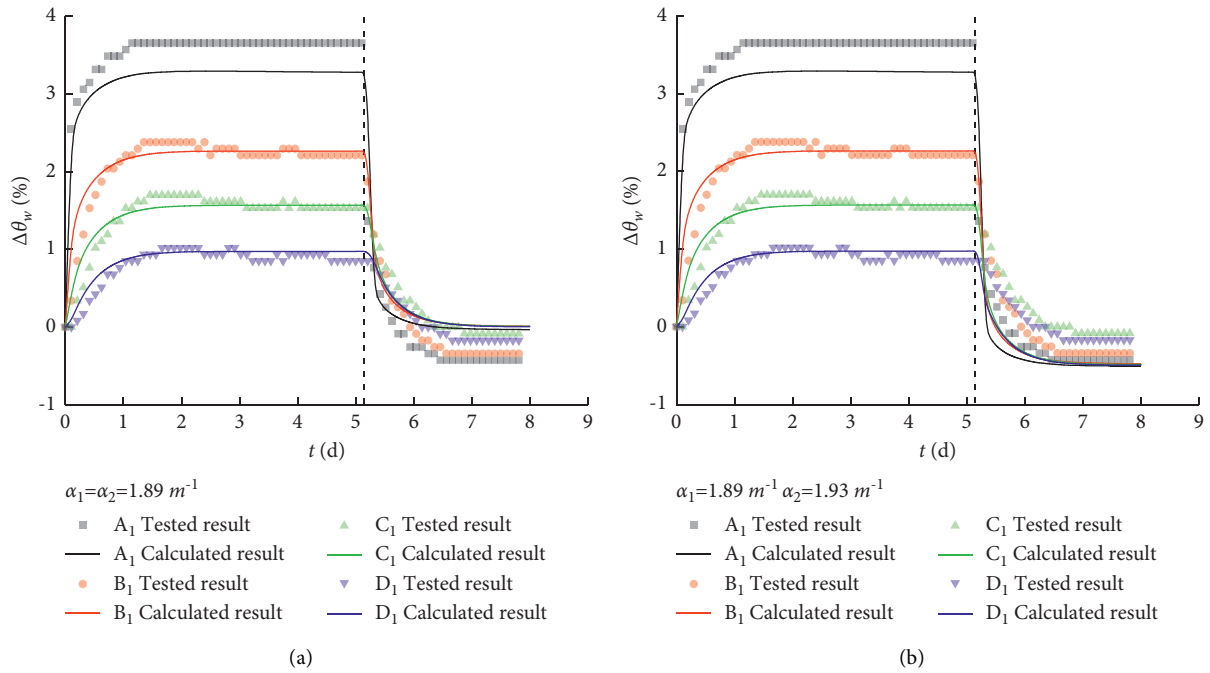 4
3
2
1
0
-1
Δθw (%)
0 1 2 3 4 5 6 7 8 9
t (d)
α1=α2=1.89 m-1
A1 Tested result
A1 Calculated result
B1 Tested result
B1 Calculated result
C1 Tested result
C1 Calculated result
D1 Tested result
D1 Calculated result
(a)
4
3
2
1
0
-1
Δθw (%)
0 1 2 3 4 5 6 7 8 9
t (d)
α1=1.89 m-1 α2=1.93 m-1
A1 Tested result
A1 Calculated result
B1 Tested result
B1 Calculated result
C1 Tested result
C1 Calculated result
D1 Tested result
D1 Calculated result
(b)